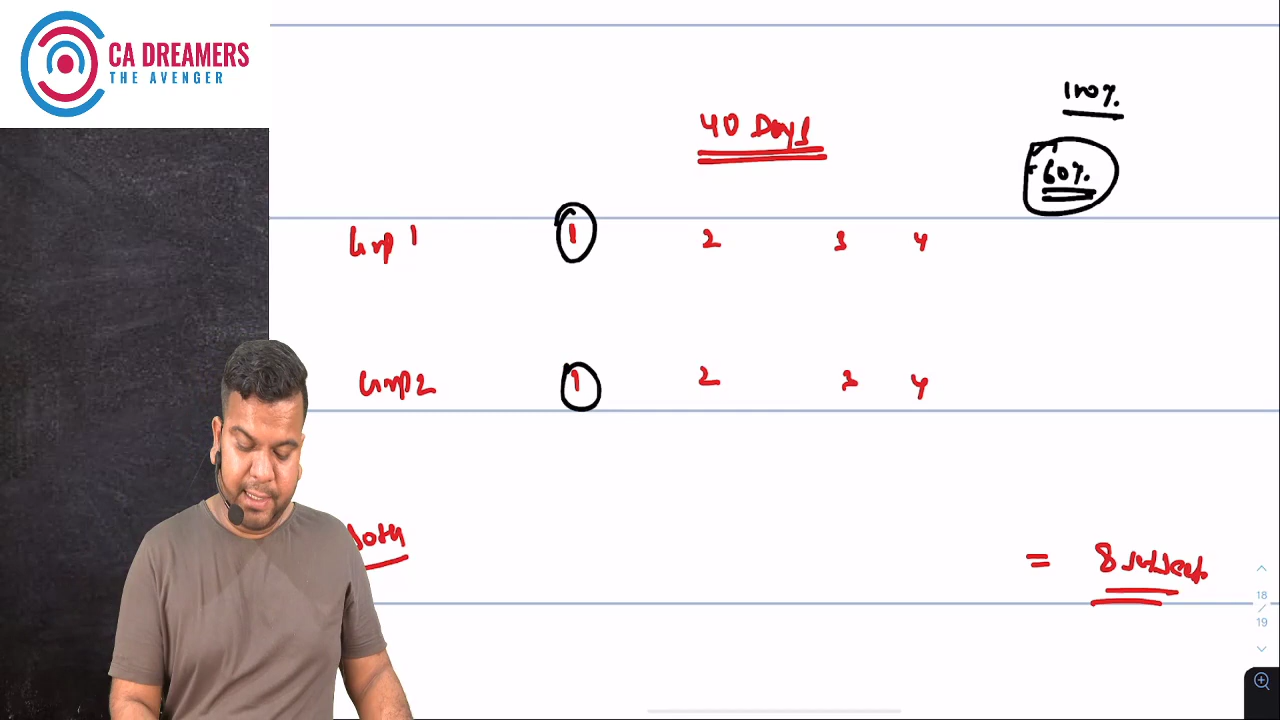 CA DREAMERS
THE AVENGER
100%
40 Days
60%
Grp 1 1 2 3 4
Grp 2 1 2 3 4
Both
= 8 subject
18
/
19